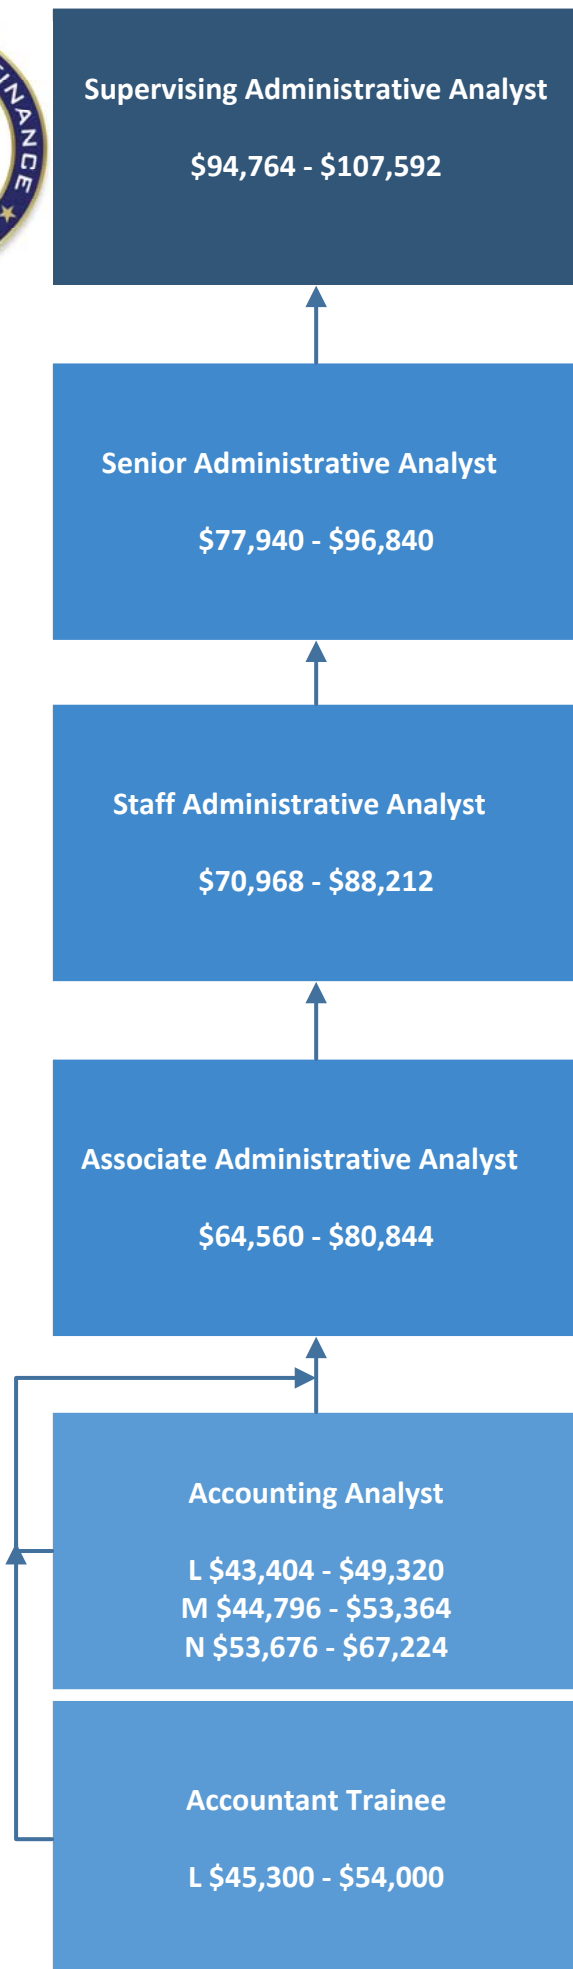 FINANCE
Supervising Administrative Analyst
$94,764 - $107,592
Senior Administrative Analyst
$77,940 - $96,840
Staff Administrative Analyst
$70,968 - $88,212
Associate Administrative Analyst
$64,560 - $80,844
Accounting Analyst
L $43,404 - $49,320
M $44,796 - $53,364
N $53,676 - $67,224
Accountant Trainee
L $45,300 - $54,000